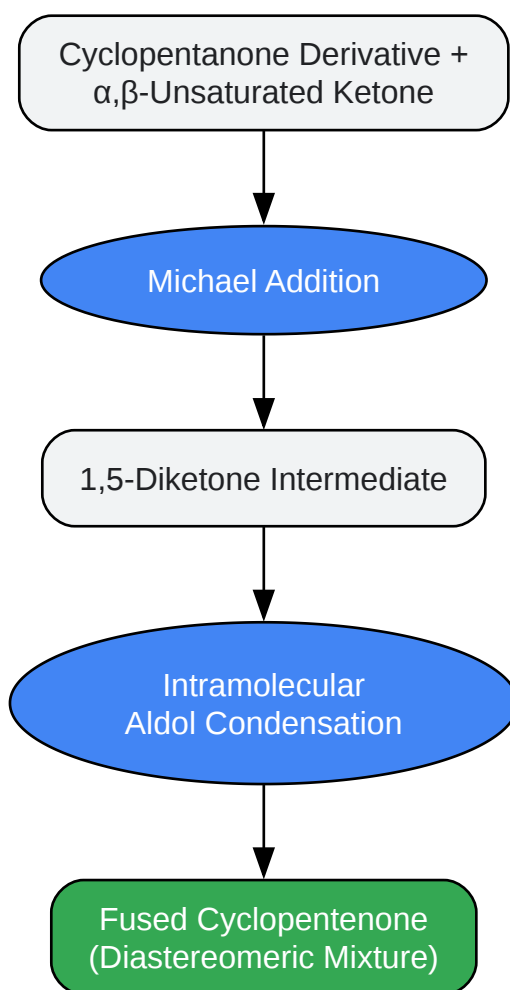 Cyclopentanone Derivative +
α,β-Unsaturated Ketone
Michael Addition
1,5-Diketone Intermediate
Intramolecular
Aldol Condensation
Fused Cyclopentenone
(Diastereomeric Mixture)